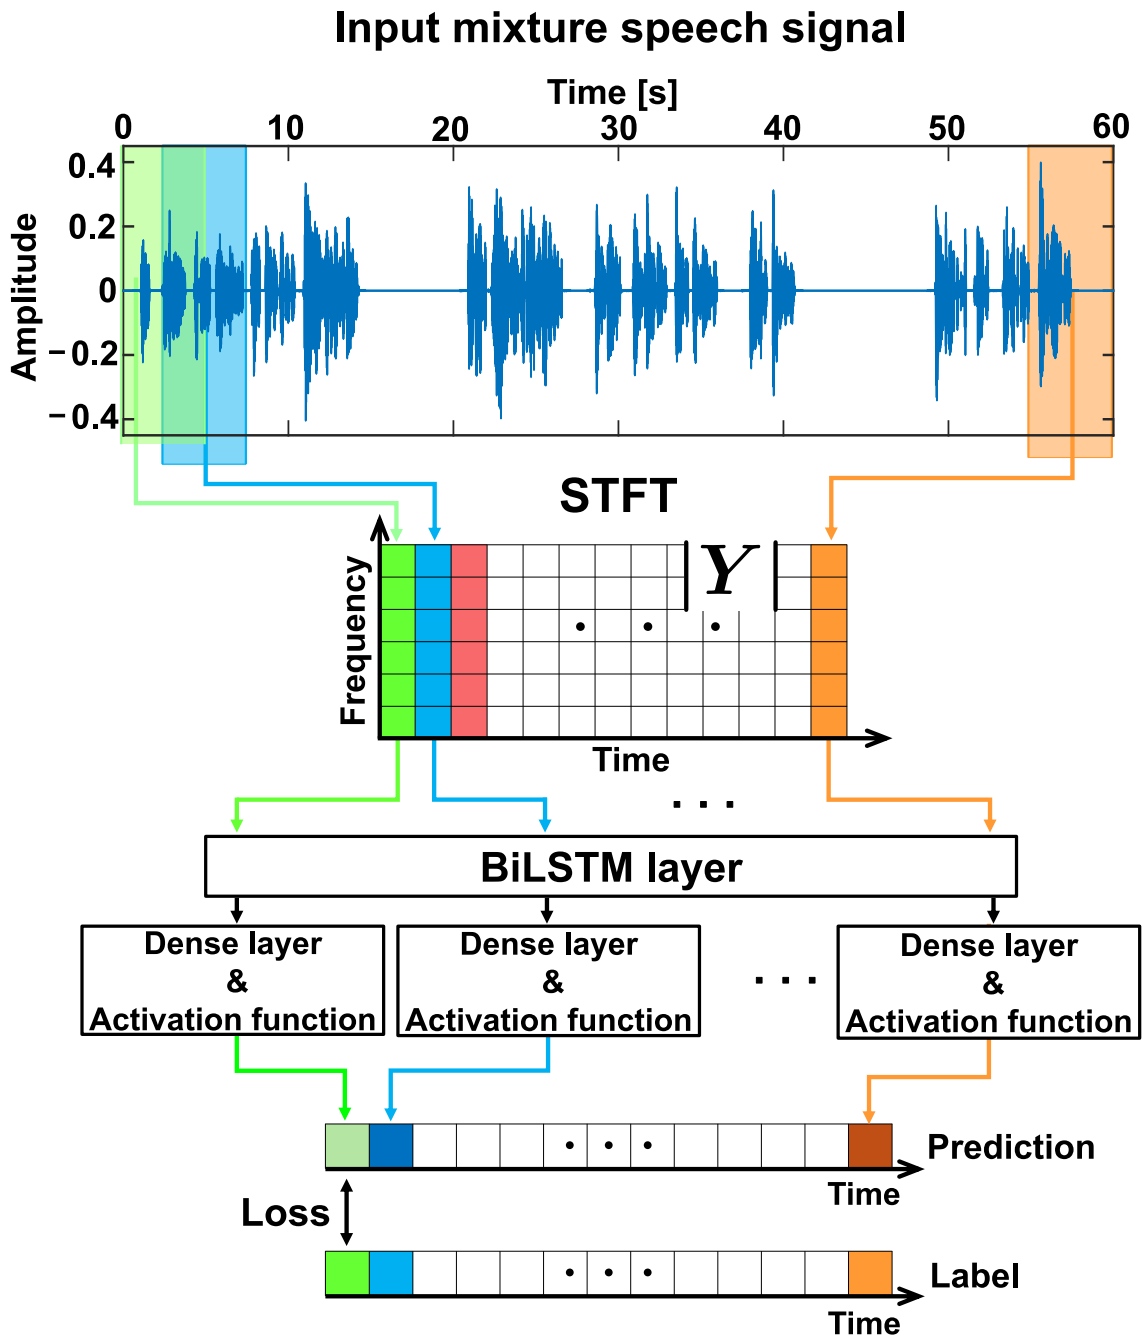 Input mixture speech signal
Time [s]
0 10 20 30 40 50 60
0.4
0.2
0
−0.2
−0.4
Amplitude
STFT
|Y|
Frequency
. . .
Time
. . .
BiLSTM layer
Dense layer
&
Activation function
Dense layer
&
Activation function
. . .
Dense layer
&
Activation function
. . .
Prediction
Time
Loss
. . .
Label
Time